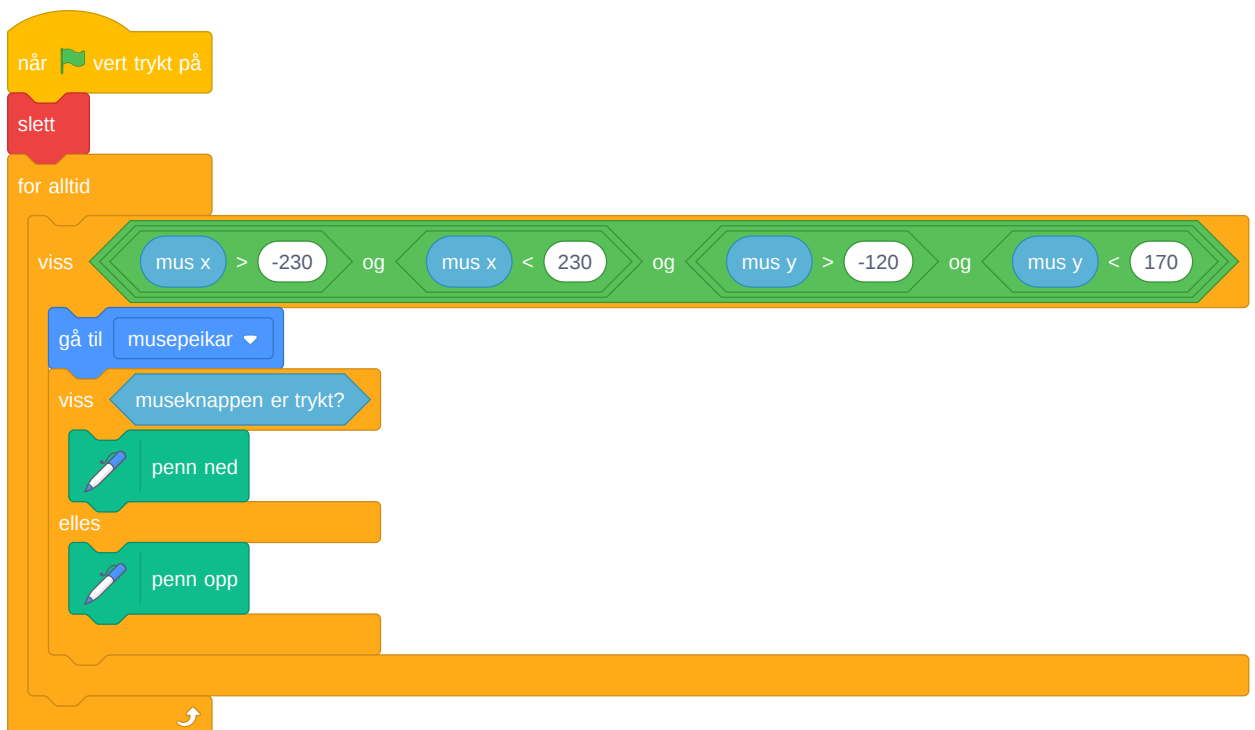 når vert trykt på
slett
for alltid
viss mus x > -230 og mus x < 230 og mus y > -120 og mus y < 170
gå til musepeikar
viss museknappen er trykt?
penn ned
elles
penn opp